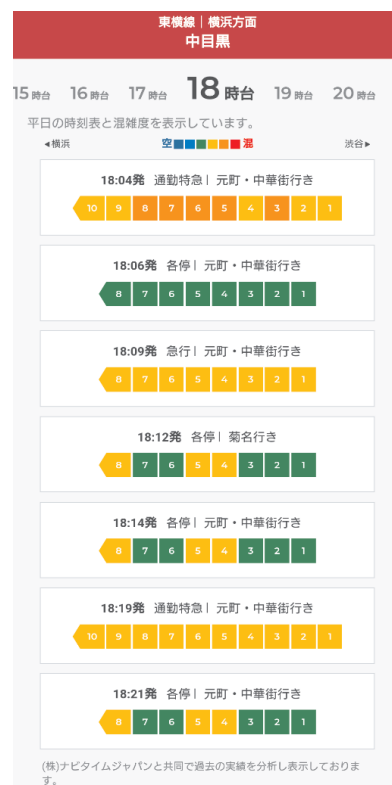 東横線｜横浜方面
中目黒
15時台 16時台 17時台 18時台 19時台 20時台
平日の時刻表と混雑度を表示しています。
◀横浜 空 混 渋谷▶
18:04発 通勤特急｜元町・中華街行き
10 9 8 7 6 5 4 3 2 1
18:06発 各停｜元町・中華街行き
8 7 6 5 4 3 2 1
18:09発 急行｜元町・中華街行き
8 7 6 5 4 3 2 1
18:12発 各停｜菊名行き
8 7 6 5 4 3 2 1
18:14発 各停｜元町・中華街行き
8 7 6 5 4 3 2 1
18:19発 通勤特急｜元町・中華街行き
10 9 8 7 6 5 4 3 2 1
18:21発 各停｜元町・中華街行き
8 7 6 5 4 3 2 1
(株)ナビタイムジャパンと共同で過去の実績を分析し表示しておりま
す。